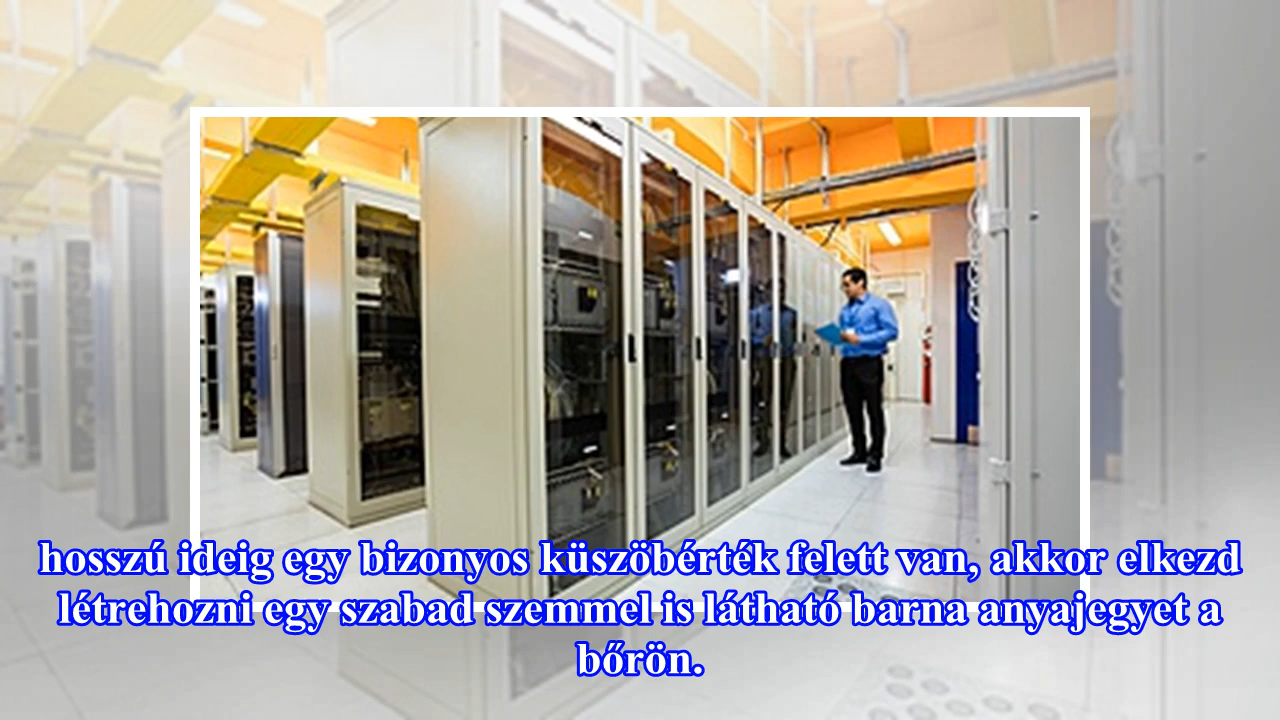 hosszú ideig egy bizonyos küszöbérték felett van, akkor elkezd
létrehozni egy szabad szemmel is látható barna anyajegyet a
bőrön.